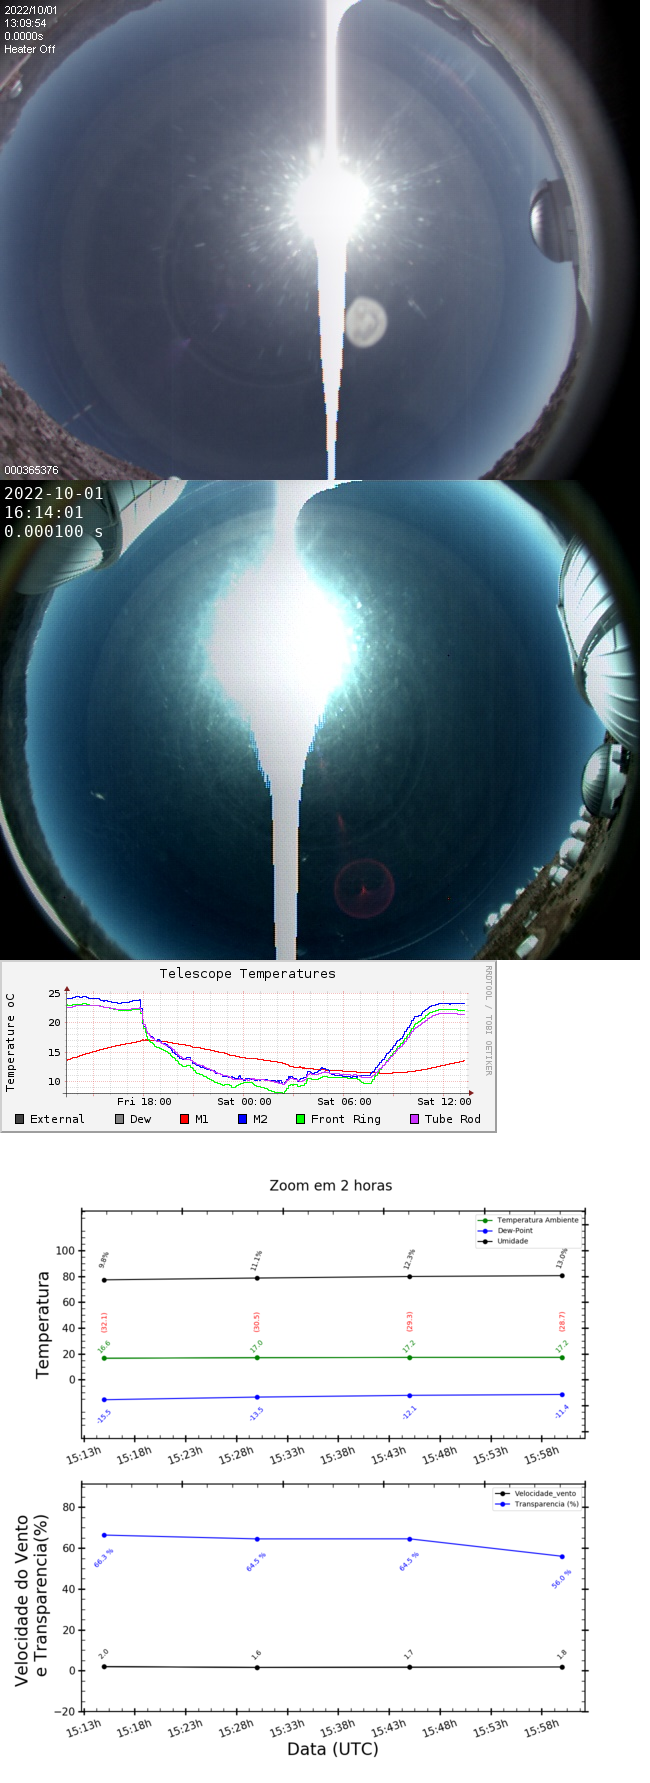 2022/10/01
13:09:54
0.0000s
Heater Off
000365376
2022-10-01
16:14:01
0.000100 s
Telescope Temperatures
RRDTOOL / TOBI OETIKER
Temperature oC
25
20
15
10
Fri 18:00 Sat 00:00 Sat 06:00 Sat 12:00
External Dew M1 M2 Front Ring Tube Rod
Zoom em 2 horas
Temperatura Ambiente
Dew-Point
Umidade
Temperatura
100
80
60
40
20
0
9.8% 11.1% 12.3% 13.0%
(32.1) (30.5) (29.3) (28.7)
16.6 17.0 17.2 17.2
-15.5 -13.5 -12.1 -11.4
15:13h 15:18h 15:23h 15:28h 15:33h 15:38h 15:43h 15:48h 15:53h 15:58h
Velocidade_vento
Transparencia (%)
Velocidade do Vento
e Transparencia(%)
80
60
40
20
0
−20
66.3 % 64.5 % 64.5 % 56.0 %
2.0 1.6 1.7 1.8
15:13h 15:18h 15:23h 15:28h 15:33h 15:38h 15:43h 15:48h 15:53h 15:58h
Data (UTC)